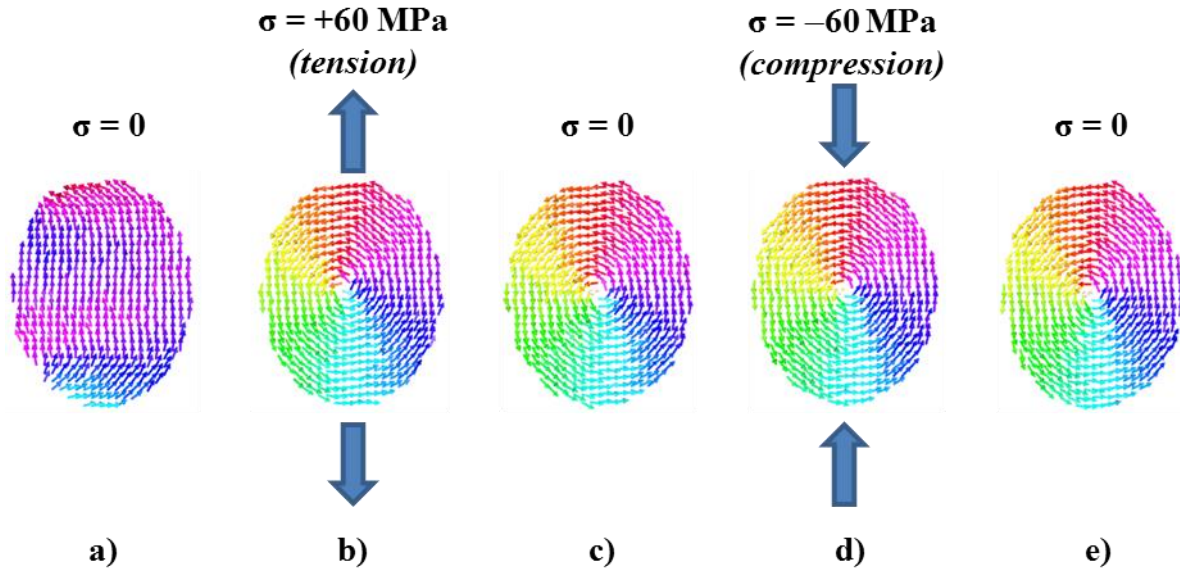 σ = +60 MPa
(tension)
σ = –60 MPa
(compression)
σ = 0
σ = 0
σ = 0
a)
b)
c)
d)
e)